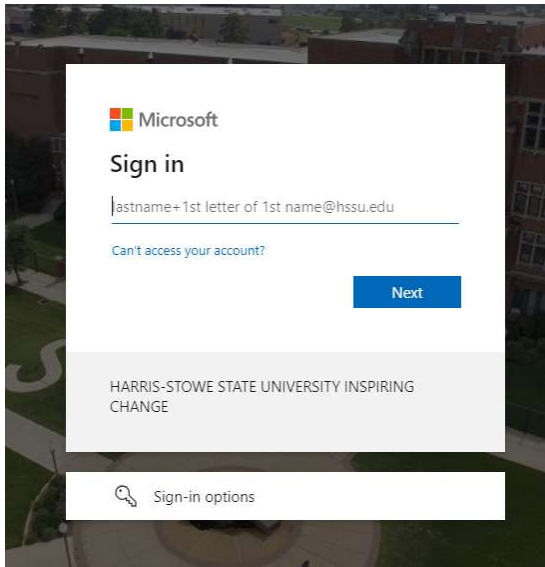 Microsoft
Sign in
lastname+1st letter of 1st name@hssu.edu
Can't access your account?
Next
HARRIS-STOWE STATE UNIVERSITY INSPIRING
CHANGE
Sign-in options